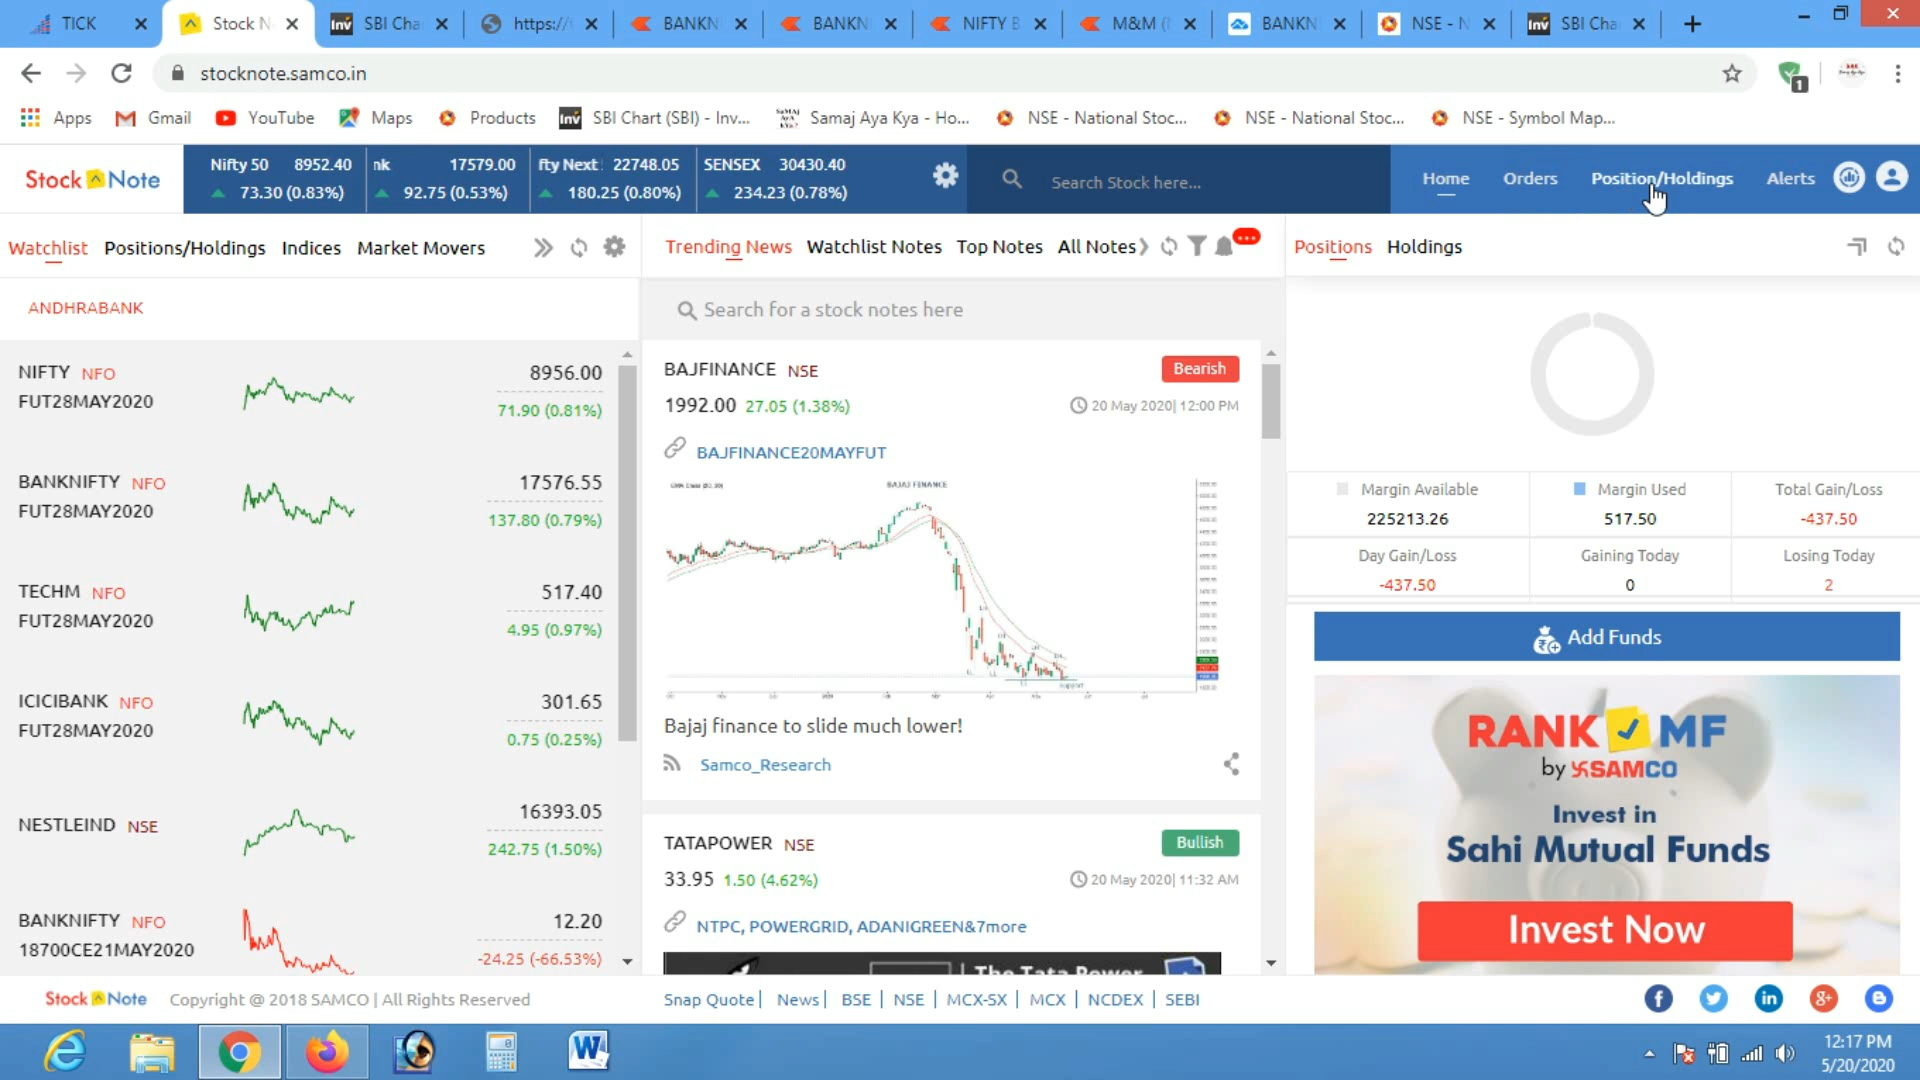 TICK
Stock N
SBI Cha
https://
BANKN
BANKN
NIFTY B
M&M (
BANKN
NSE - N
SBI Cha
stocknote.samco.in
1
Apps
Gmail
YouTube
Maps
Products
SBI Chart (SBI) - Inv...
Samaj Aya Kya - Ho...
NSE - National Stoc...
NSE - National Stoc...
NSE - Symbol Map...
Stock Note
Nifty 50 8952.40
73.30 (0.83%)
nk 17579.00
92.75 (0.53%)
fty Next 22748.05
180.25 (0.80%)
SENSEX 30430.40
234.23 (0.78%)
Search Stock here...
Home
Orders
Position/Holdings
Alerts
Watchlist
Positions/Holdings
Indices
Market Movers
Trending News
Watchlist Notes
Top Notes
All Notes
Positions
Holdings
ANDHRABANK
NIFTY NFO 8956.00
FUT28MAY2020 71.90 (0.81%)
BANKNIFTY NFO 17576.55
FUT28MAY2020 137.80 (0.79%)
TECHM NFO 517.40
FUT28MAY2020 4.95 (0.97%)
ICICIBANK NFO 301.65
FUT28MAY2020 0.75 (0.25%)
NESTLEIND NSE 16393.05
242.75 (1.50%)
BANKNIFTY NFO 12.20
18700CE21MAY2020 -24.25 (-66.53%)
Search for a stock notes here
BAJFINANCE NSE Bearish
1992.00 27.05 (1.38%) 20 May 2020| 12:00 PM
BAJFINANCE20MAYFUT
BAJAJ FINANCE
Bajaj finance to slide much lower!
Samco_Research
TATAPOWER NSE Bullish
33.95 1.50 (4.62%) 20 May 2020| 11:32 AM
NTPC, POWERGRID, ADANIGREEN&7more
The Tata Power
Margin Available
225213.26
Margin Used
517.50
Total Gain/Loss
-437.50
Day Gain/Loss
-437.50
Gaining Today
0
Losing Today
2
Add Funds
RANK MF
by SAMCO
Invest in
Sahi Mutual Funds
Invest Now
Stock Note Copyright @ 2018 SAMCO | All Rights Reserved
Snap Quote| News| BSE | NSE | MCX-SX | MCX | NCDEX | SEBI
12:17 PM
5/20/2020